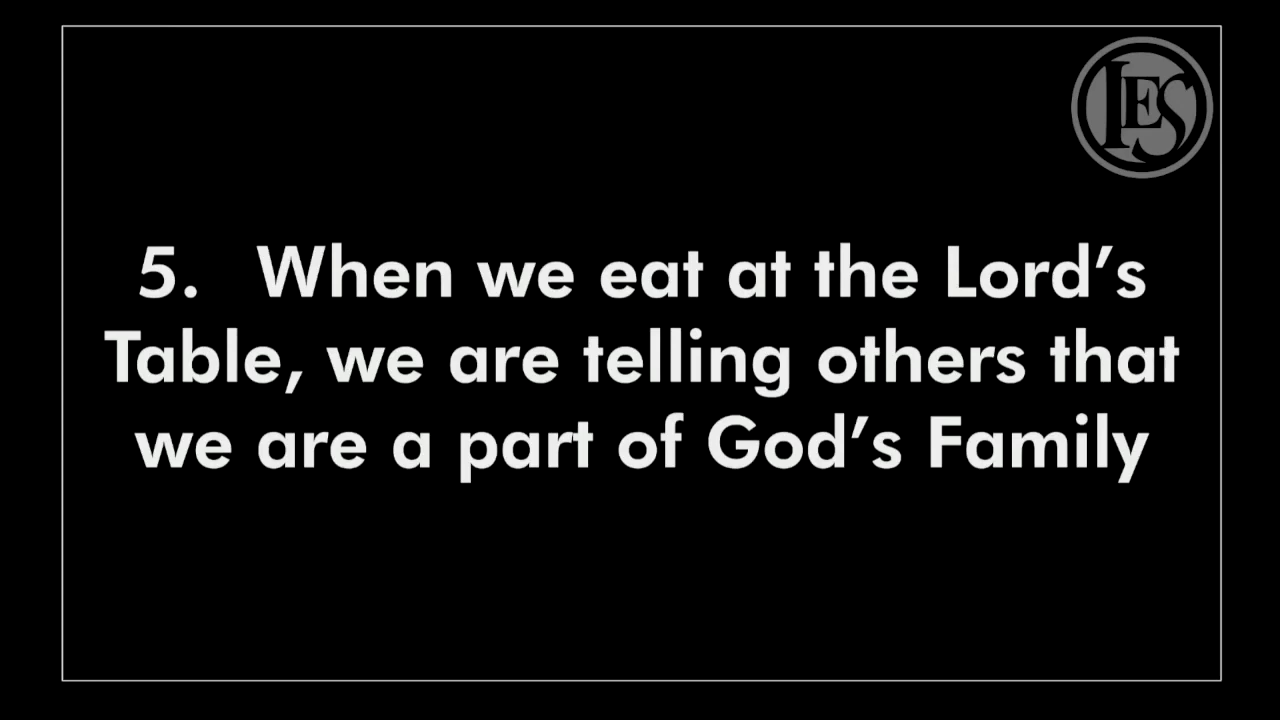 IES
5. When we eat at the Lord’s
Table, we are telling others that
we are a part of God’s Family